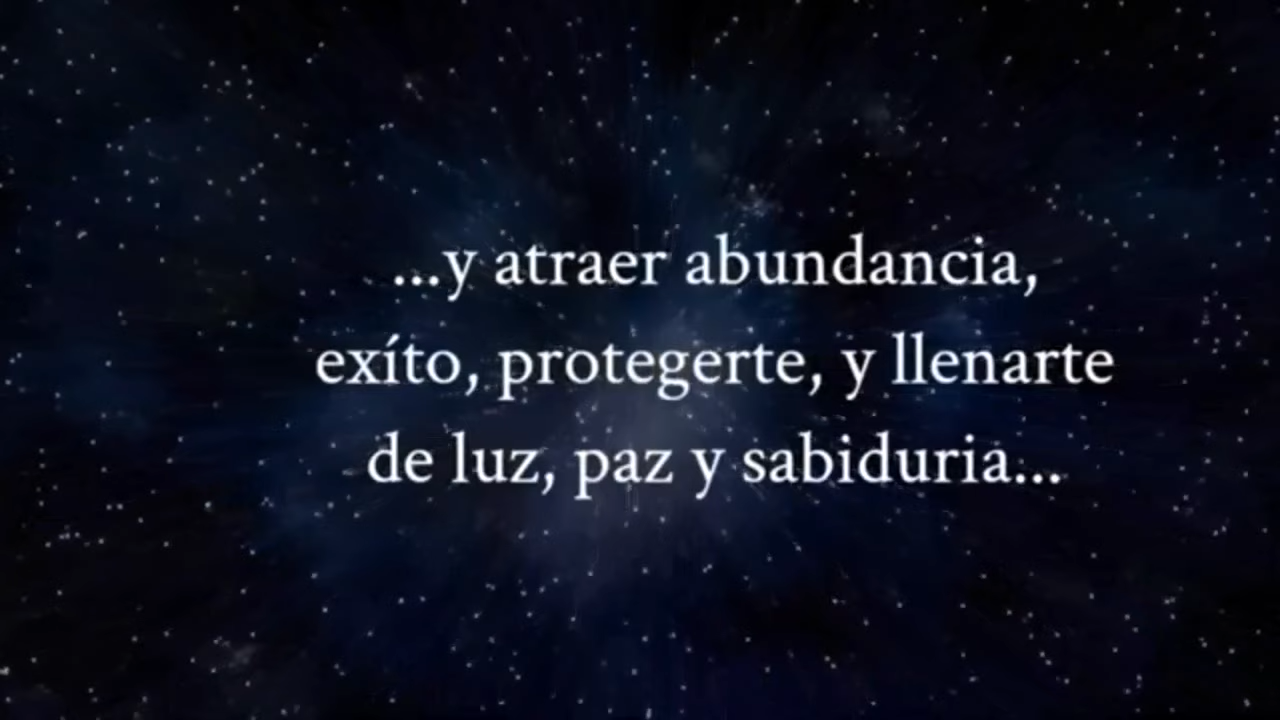 ...y atraer abundancia,
exíto, protegerte, y llenarte
de luz, paz y sabiduria...